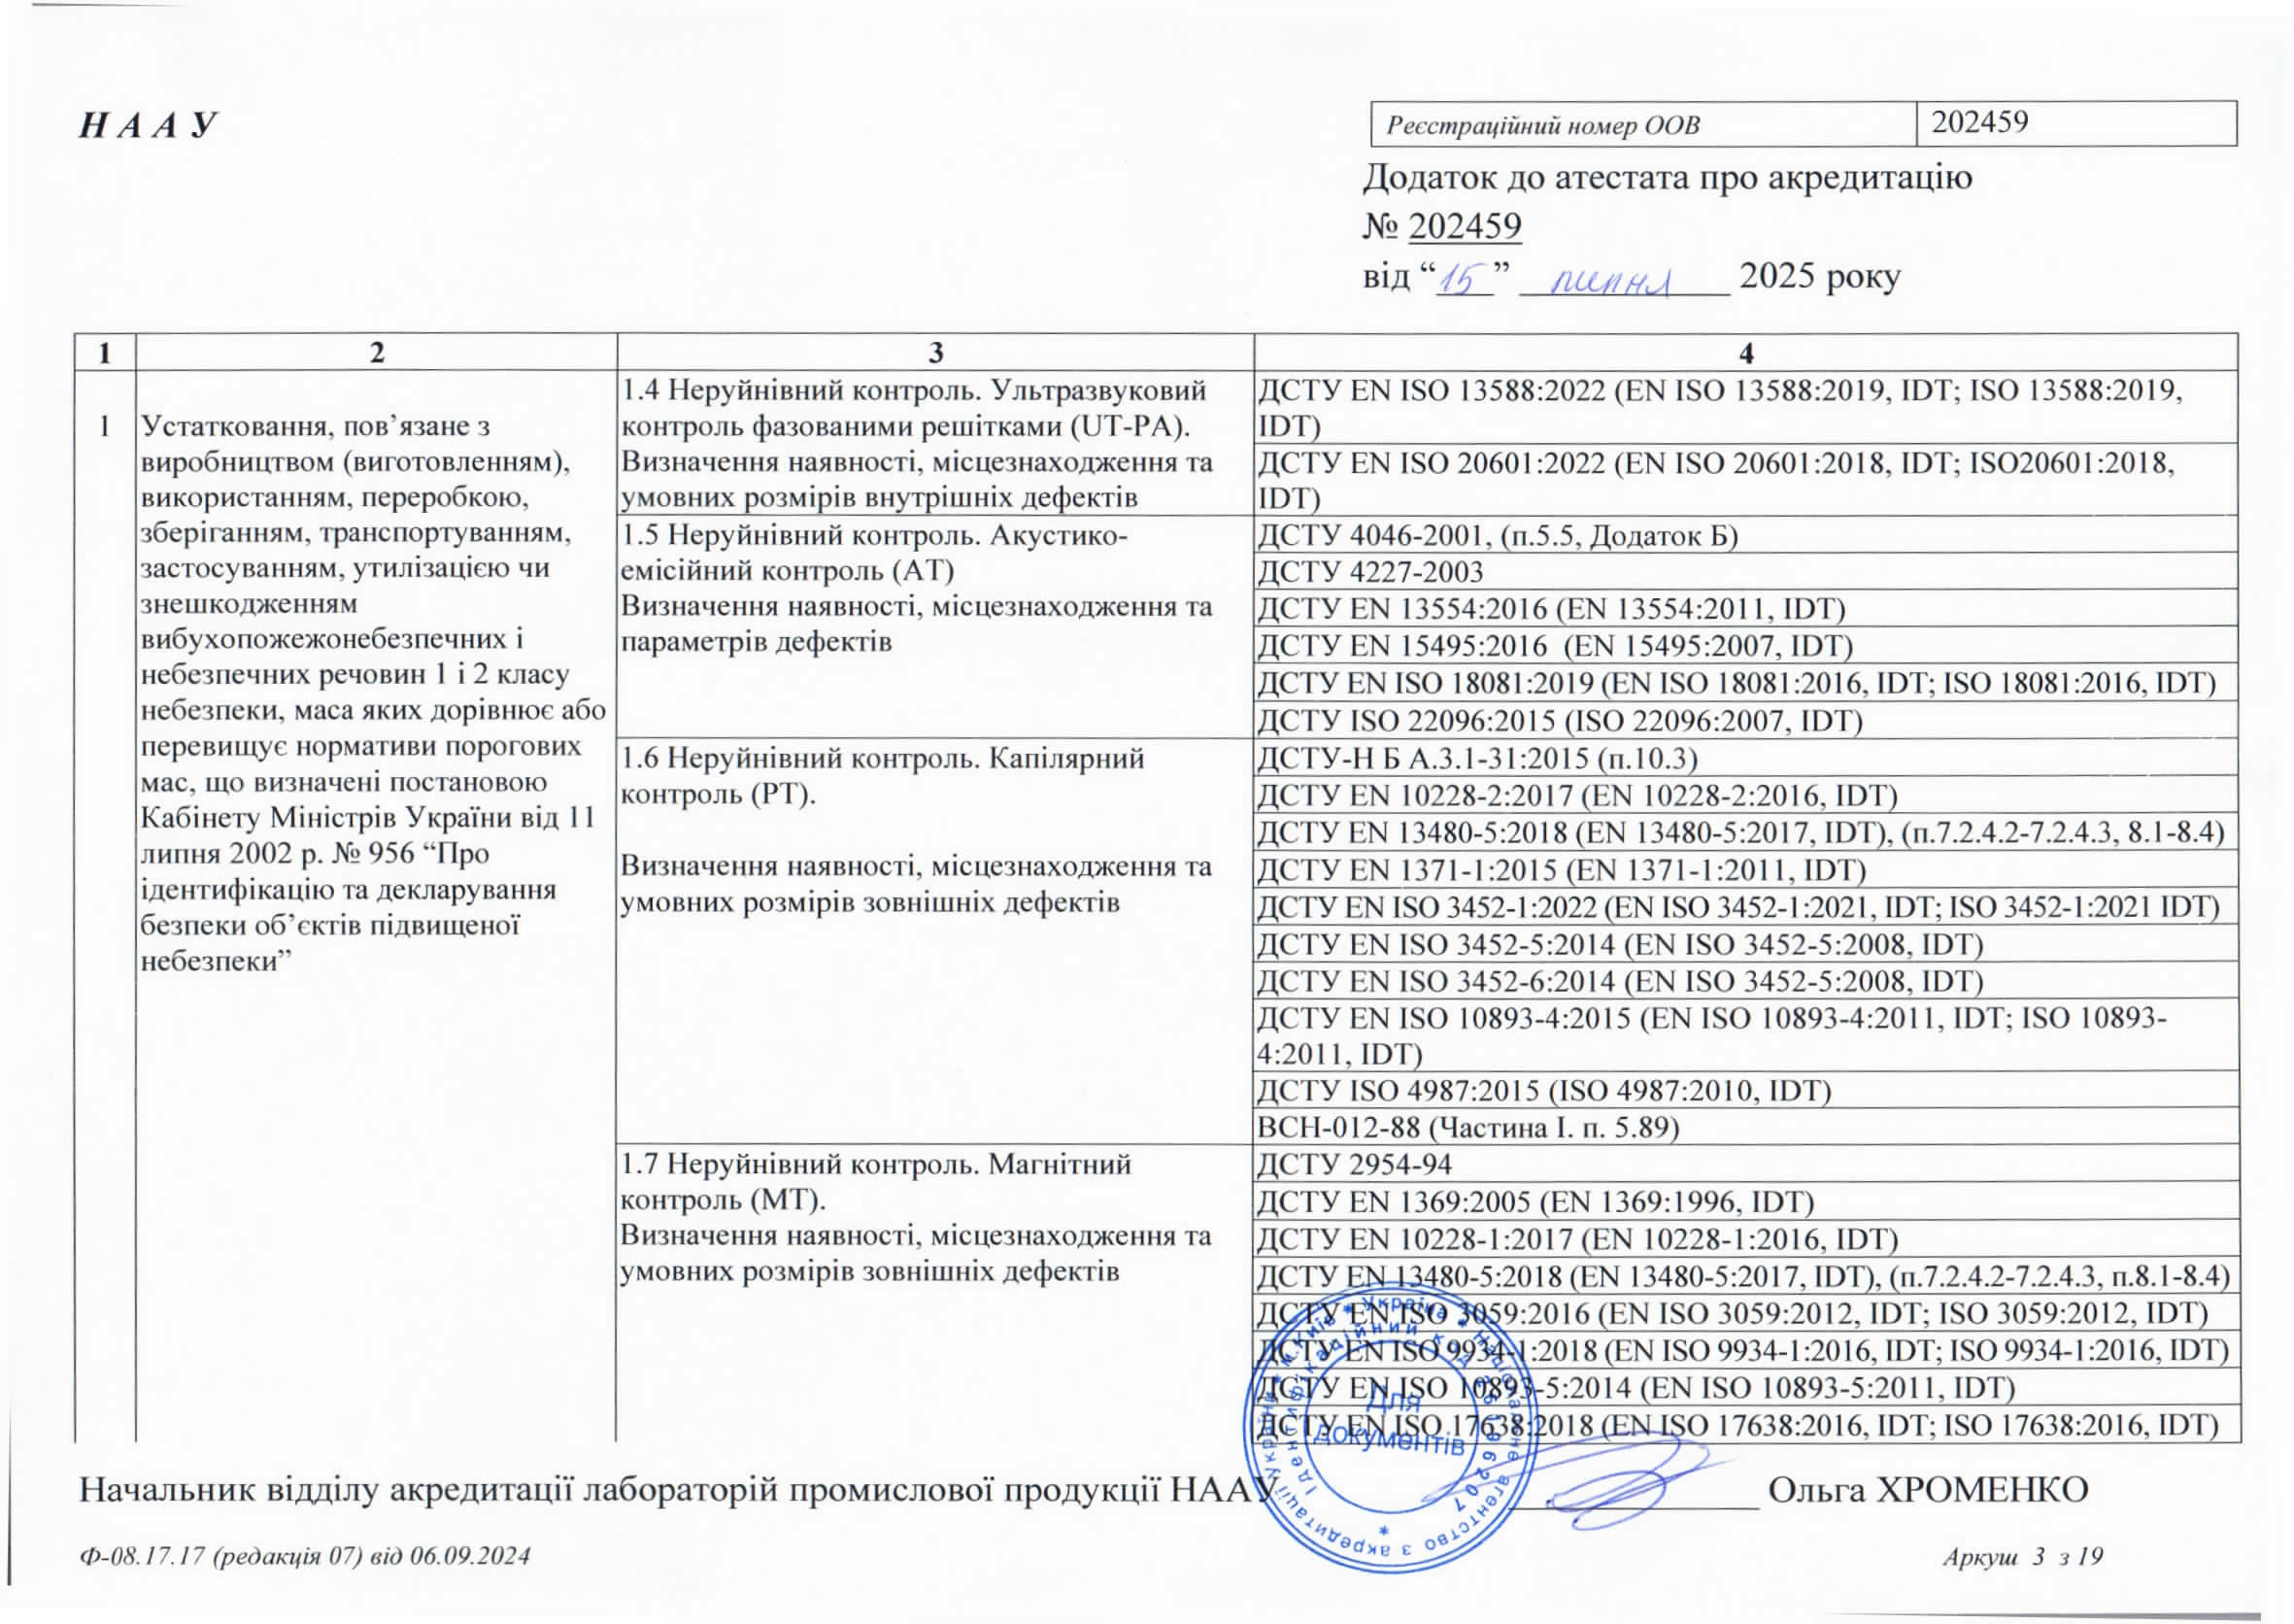 Н А А У
Реєстраційний номер ООВ 202459
Додаток до атестата про акредитацію
№ 202459
від “15” липня 2025 року
1 2 3 4
1
Устатковання, пов’язане з
виробництвом (виготовленням),
використанням, переробкою,
зберіганням, транспортуванням,
застосуванням, утилізацією чи
знешкодженням
вибухопожежонебезпечних і
небезпечних речовин 1 і 2 класу
небезпеки, маса яких дорівнює або
перевищує нормативи порогових
мас, що визначені постановою
Кабінету Міністрів України від 11
липня 2002 р. № 956 “Про
ідентифікацію та декларування
безпеки об’єктів підвищеної
небезпеки”
1.4 Неруйнівний контроль. Ультразвуковий
контроль фазованими решітками (UT-PA).
Визначення наявності, місцезнаходження та
умовних розмірів внутрішніх дефектів
ДСТУ EN ISO 13588:2022 (EN ISO 13588:2019, IDT; ISO 13588:2019,
IDT)
ДСТУ EN ISO 20601:2022 (EN ISO 20601:2018, IDT; ISO20601:2018,
IDT)
1.5 Неруйнівний контроль. Акустико-
емісійний контроль (АТ)
Визначення наявності, місцезнаходження та
параметрів дефектів
ДСТУ 4046-2001, (п.5.5, Додаток Б)
ДСТУ 4227-2003
ДСТУ EN 13554:2016 (EN 13554:2011, IDT)
ДСТУ EN 15495:2016 (EN 15495:2007, IDT)
ДСТУ EN ISO 18081:2019 (EN ISO 18081:2016, IDT; ISO 18081:2016, IDT)
ДСТУ ISO 22096:2015 (ISO 22096:2007, IDT)
1.6 Неруйнівний контроль. Капілярний
контроль (РТ).
Визначення наявності, місцезнаходження та
умовних розмірів зовнішніх дефектів
ДСТУ-Н Б А.3.1-31:2015 (п.10.3)
ДСТУ EN 10228-2:2017 (EN 10228-2:2016, IDT)
ДСТУ EN 13480-5:2018 (EN 13480-5:2017, IDT), (п.7.2.4.2-7.2.4.3, 8.1-8.4)
ДСТУ EN 1371-1:2015 (EN 1371-1:2011, IDT)
ДСТУ EN ISO 3452-1:2022 (EN ISO 3452-1:2021, IDT; ISO 3452-1:2021 IDT)
ДСТУ EN ISO 3452-5:2014 (EN ISO 3452-5:2008, IDT)
ДСТУ EN ISO 3452-6:2014 (EN ISO 3452-5:2008, IDT)
ДСТУ EN ISO 10893-4:2015 (EN ISO 10893-4:2011, IDT; ISO 10893-
4:2011, IDT)
ДСТУ ISO 4987:2015 (ISO 4987:2010, IDT)
ВСН-012-88 (Частина І. п. 5.89)
1.7 Неруйнівний контроль. Магнітний
контроль (МТ).
Визначення наявності, місцезнаходження та
умовних розмірів зовнішніх дефектів
ДСТУ 2954-94
ДСТУ EN 1369:2005 (EN 1369:1996, IDT)
ДСТУ EN 10228-1:2017 (EN 10228-1:2016, IDT)
ДСТУ EN 13480-5:2018 (EN 13480-5:2017, IDT), (п.7.2.4.2-7.2.4.3, п.8.1-8.4)
ДСТУ EN ISO 3059:2016 (EN ISO 3059:2012, IDT; ISO 3059:2012, IDT)
ДСТУ EN ISO 9934-1:2018 (EN ISO 9934-1:2016, IDT; ISO 9934-1:2016, IDT)
ДСТУ EN ISO 10893-5:2014 (EN ISO 10893-5:2011, IDT)
ДСТУ EN ISO 17638:2018 (EN ISO 17638:2016, IDT; ISO 17638:2016, IDT)
Україна * Національне агентство з акредитації України * м.Київ *
Ідентифікаційний код 26196207
Для
документів
Начальник відділу акредитації лабораторій промислової продукції НААУ Ольга ХРОМЕНКО
Ф-08.17.17 (редакція 07) від 06.09.2024
Аркуш 3 з 19